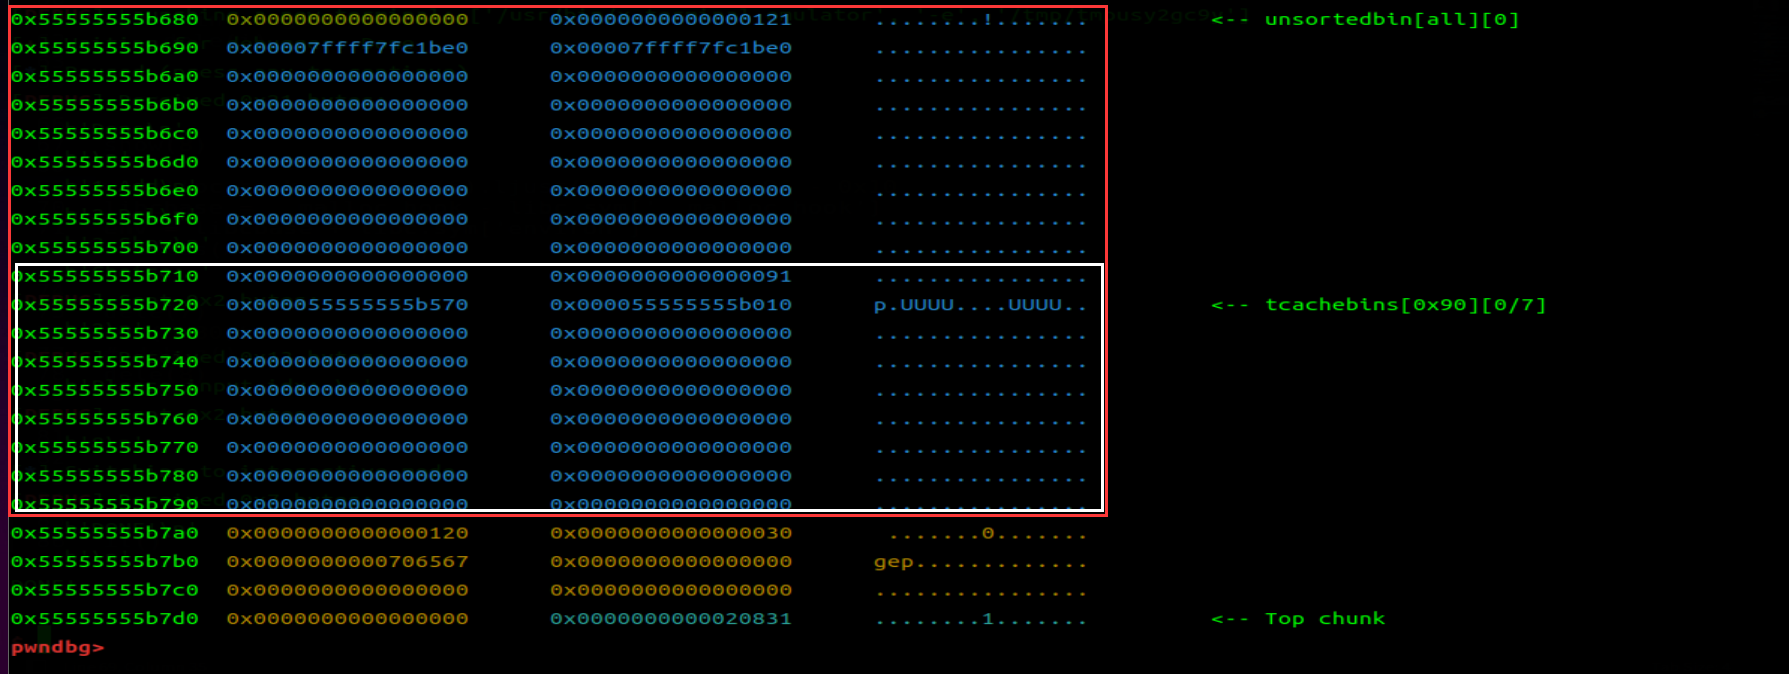 0x55555555b680 0x0000000000000000 0x0000000000000121 ........!....... <-- unsortedbin[all][0]
0x55555555b690 0x00007ffff7fc1be0 0x00007ffff7fc1be0 ................
0x55555555b6a0 0x0000000000000000 0x0000000000000000 ................
0x55555555b6b0 0x0000000000000000 0x0000000000000000 ................
0x55555555b6c0 0x0000000000000000 0x0000000000000000 ................
0x55555555b6d0 0x0000000000000000 0x0000000000000000 ................
0x55555555b6e0 0x0000000000000000 0x0000000000000000 ................
0x55555555b6f0 0x0000000000000000 0x0000000000000000 ................
0x55555555b700 0x0000000000000000 0x0000000000000000 ................
0x55555555b710 0x0000000000000000 0x0000000000000091 ................
0x55555555b720 0x000055555555b570 0x000055555555b010 p.UUUU....UUUU.. <-- tcachebins[0x90][0/7]
0x55555555b730 0x0000000000000000 0x0000000000000000 ................
0x55555555b740 0x0000000000000000 0x0000000000000000 ................
0x55555555b750 0x0000000000000000 0x0000000000000000 ................
0x55555555b760 0x0000000000000000 0x0000000000000000 ................
0x55555555b770 0x0000000000000000 0x0000000000000000 ................
0x55555555b780 0x0000000000000000 0x0000000000000000 ................
0x55555555b790 0x0000000000000000 0x0000000000000000 ................
0x55555555b7a0 0x0000000000000120 0x0000000000000030 .......0.......
0x55555555b7b0 0x0000000000706567 0x0000000000000000 gep.............
0x55555555b7c0 0x0000000000000000 0x0000000000000000 ................
0x55555555b7d0 0x0000000000000000 0x0000000000020831 ........1....... <-- Top chunk
pwndbg>